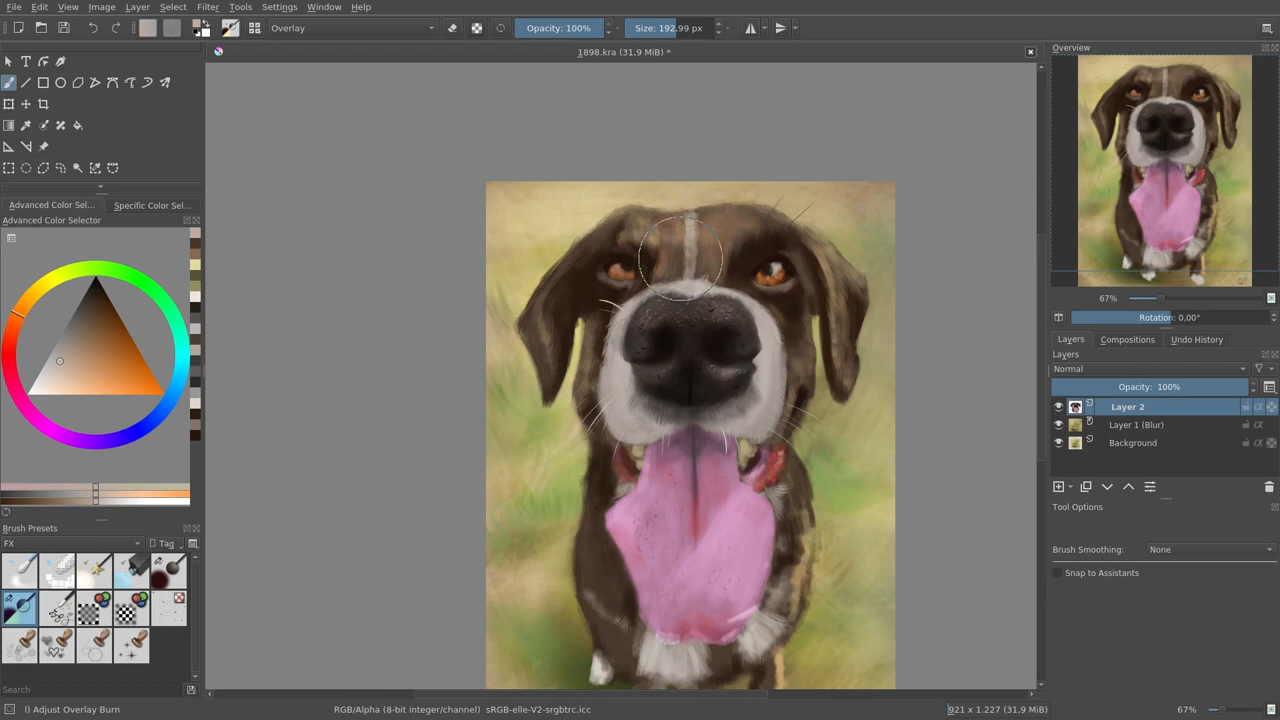 File Edit View Image Layer Select Filter Tools Settings Window Help
Overlay Opacity: 100% Size: 192.99 px
1898.kra (31,9 MiB) *
Overview
67%
Rotation: 0,00°
Layers Compositions Undo History
Layers
Normal
Opacity: 100%
Layer 2
Layer 1 (Blur)
Background
Tool Options
Brush Smoothing: None
Snap to Assistants
Advanced Color Sel... Specific Color Sel...
Advanced Color Selector
Brush Presets
FX Tag
Search
l) Adjust Overlay Burn RGB/Alpha (8-bit integer/channel) sRGB-elle-V2-srgbtrc.icc 921 x 1.227 (31,9 MiB) 67%